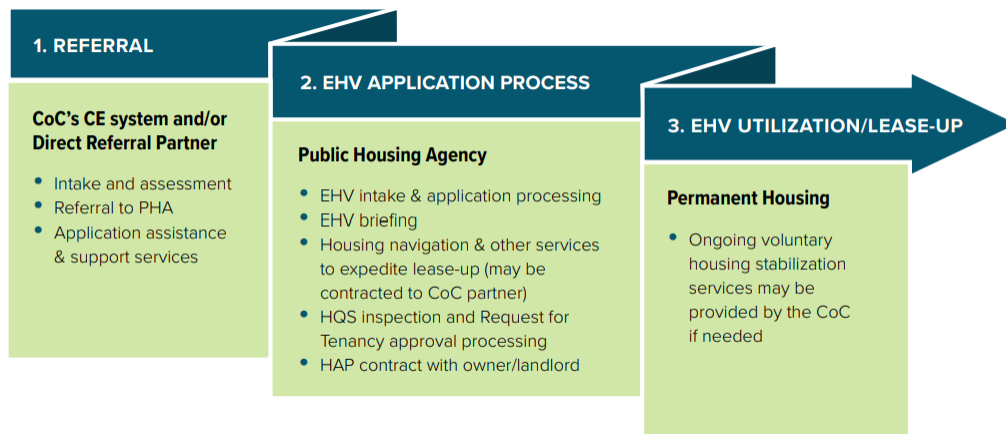 1. REFERRAL
CoC’s CE system and/or
Direct Referral Partner
• Intake and assessment
• Referral to PHA
• Application assistance
& support services
2. EHV APPLICATION PROCESS
Public Housing Agency
• EHV intake & application processing
• EHV briefing
• Housing navigation & other services
to expedite lease-up (may be
contracted to CoC partner)
• HQS inspection and Request for
Tenancy approval processing
• HAP contract with owner/landlord
3. EHV UTILIZATION/LEASE-UP
Permanent Housing
• Ongoing voluntary
housing stabilization
services may be
provided by the CoC
if needed